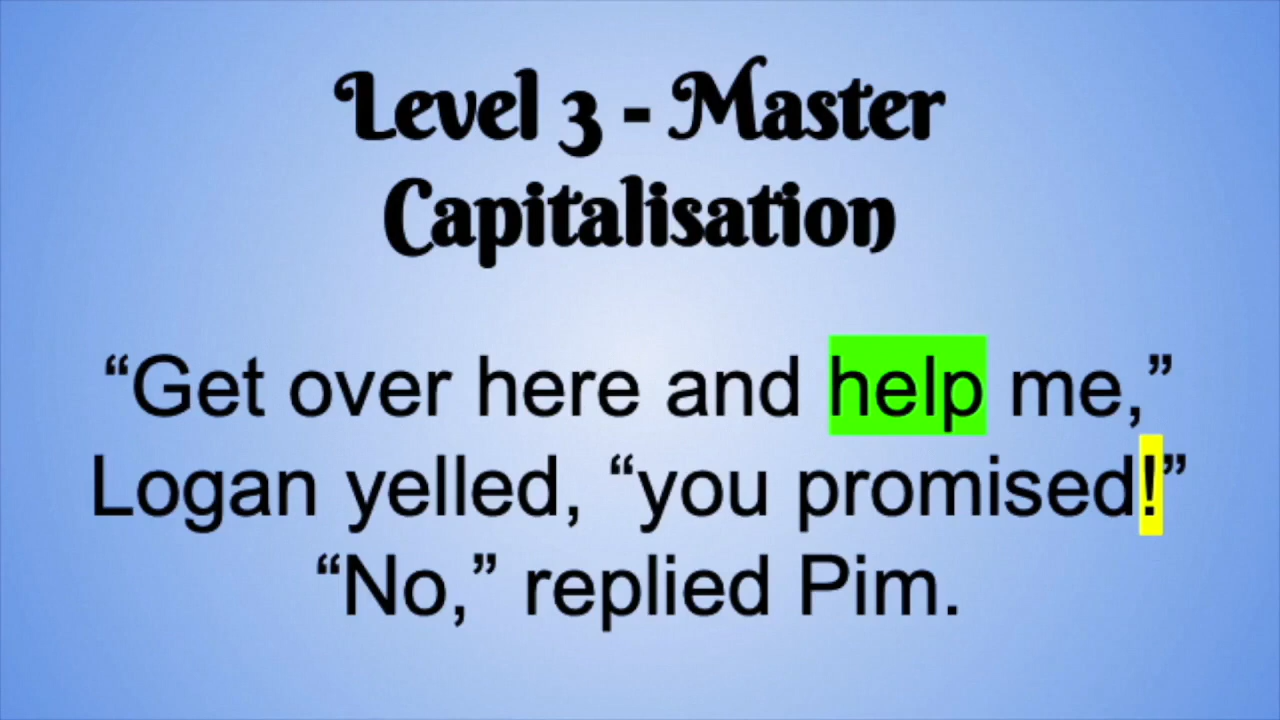 Level 3 - Master
Capitalisation
“Get over here and help me,”
Logan yelled, “you promised!”
“No,” replied Pim.